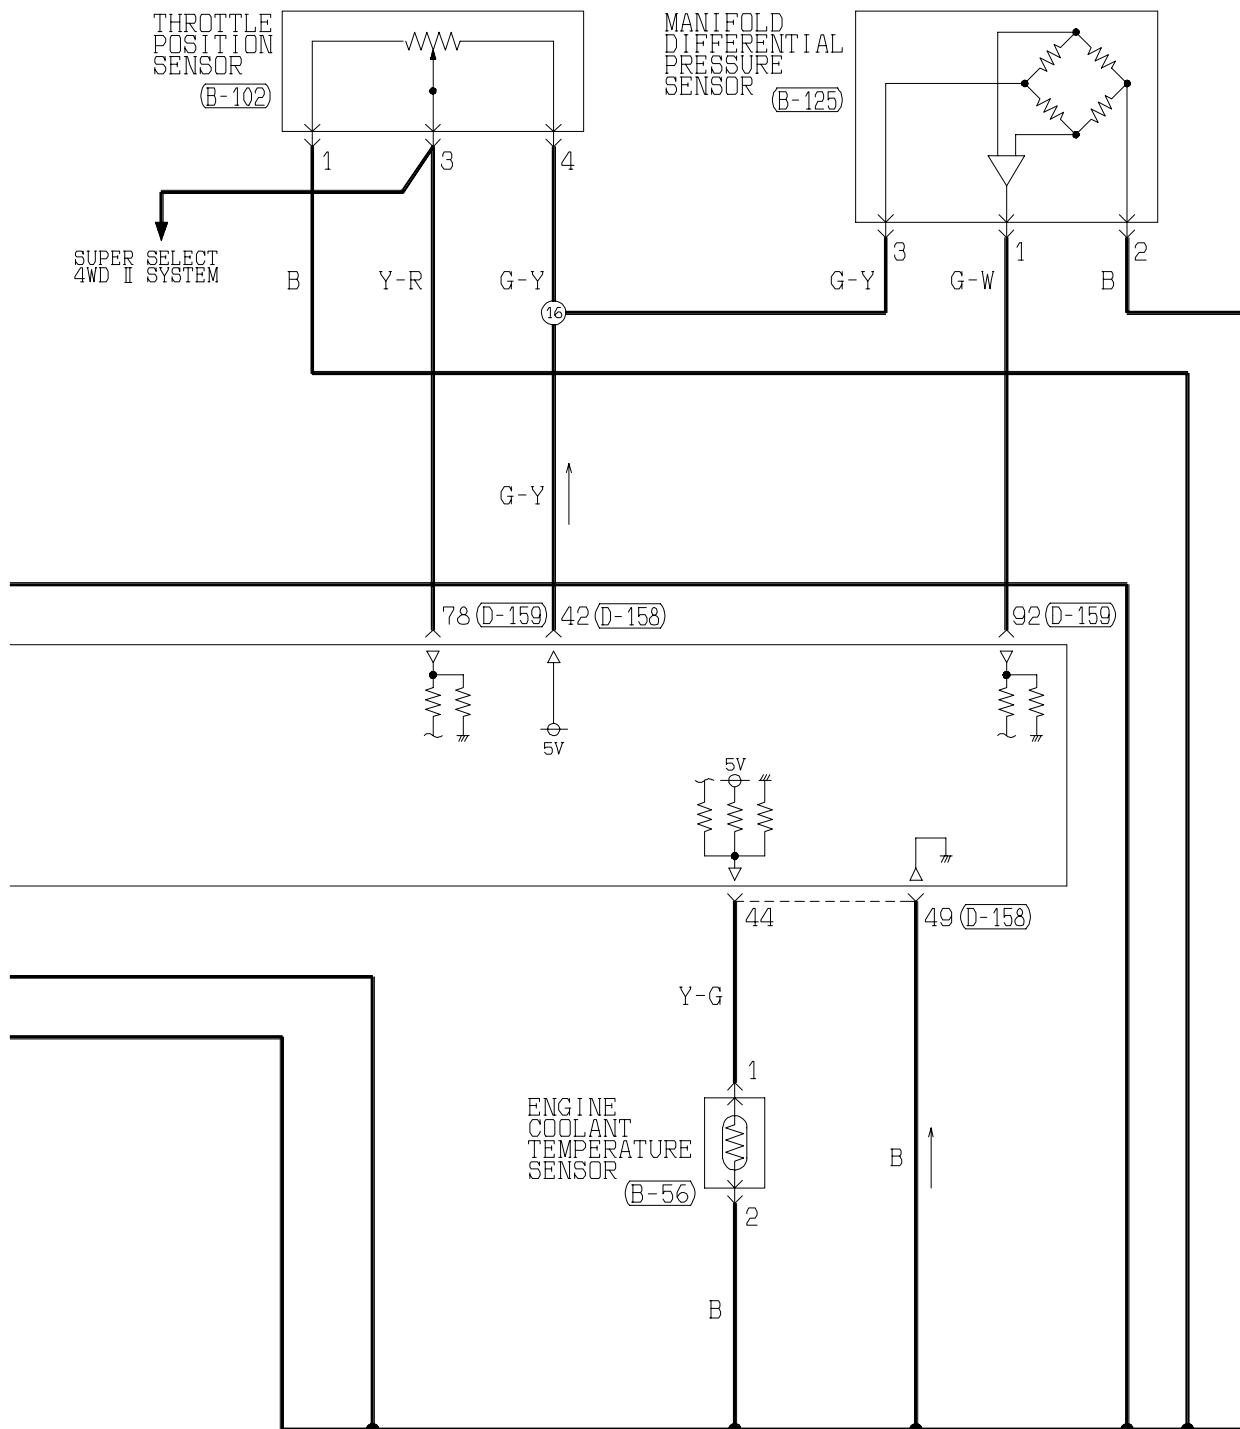 THROTTLE
POSITION
SENSOR
(B-102)
MANIFOLD
DIFFERENTIAL
PRESSURE
SENSOR
(B-125)
1
3
4
3
1
2
SUPER SELECT
4WD Ⅱ SYSTEM
B
Y-R
G-Y
G-Y
G-W
B
16
G-Y
78 (D-159)
42 (D-158)
92 (D-159)
5V
5V
44
49 (D-158)
Y-G
1
ENGINE
COOLANT
TEMPERATURE
SENSOR
(B-56)
B
2
B